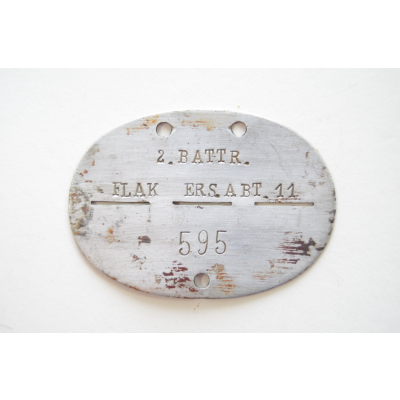 2. BATTR.
FLAK ERS. ABT. 11
595